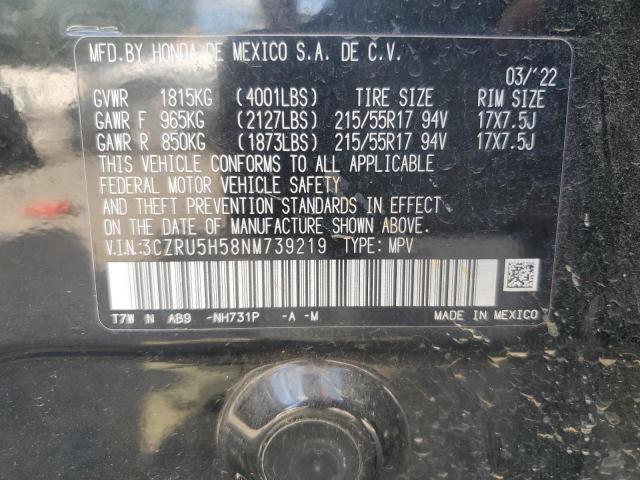 MFD.BY HONDA DE MEXICO S.A. DE C.V.
03/'22
GVWR 1815KG (4001LBS) TIRE SIZE RIM SIZE
GAWR F 965KG (2127LBS) 215/55R17 94V 17X7.5J
GAWR R 850KG (1873LBS) 215/55R17 94V 17X7.5J
THIS VEHICLE CONFORMS TO ALL APPLICABLE
FEDERAL MOTOR VEHICLE SAFETY
AND THEFT PREVENTION STANDARDS IN EFFECT
ON THE DATE OF MANUFACTURE SHOWN ABOVE.
V.I.N.:3CZRU5H58NM739219 TYPE: MPV
T7W N AB9 -NH731P -A -M MADE IN MEXICO